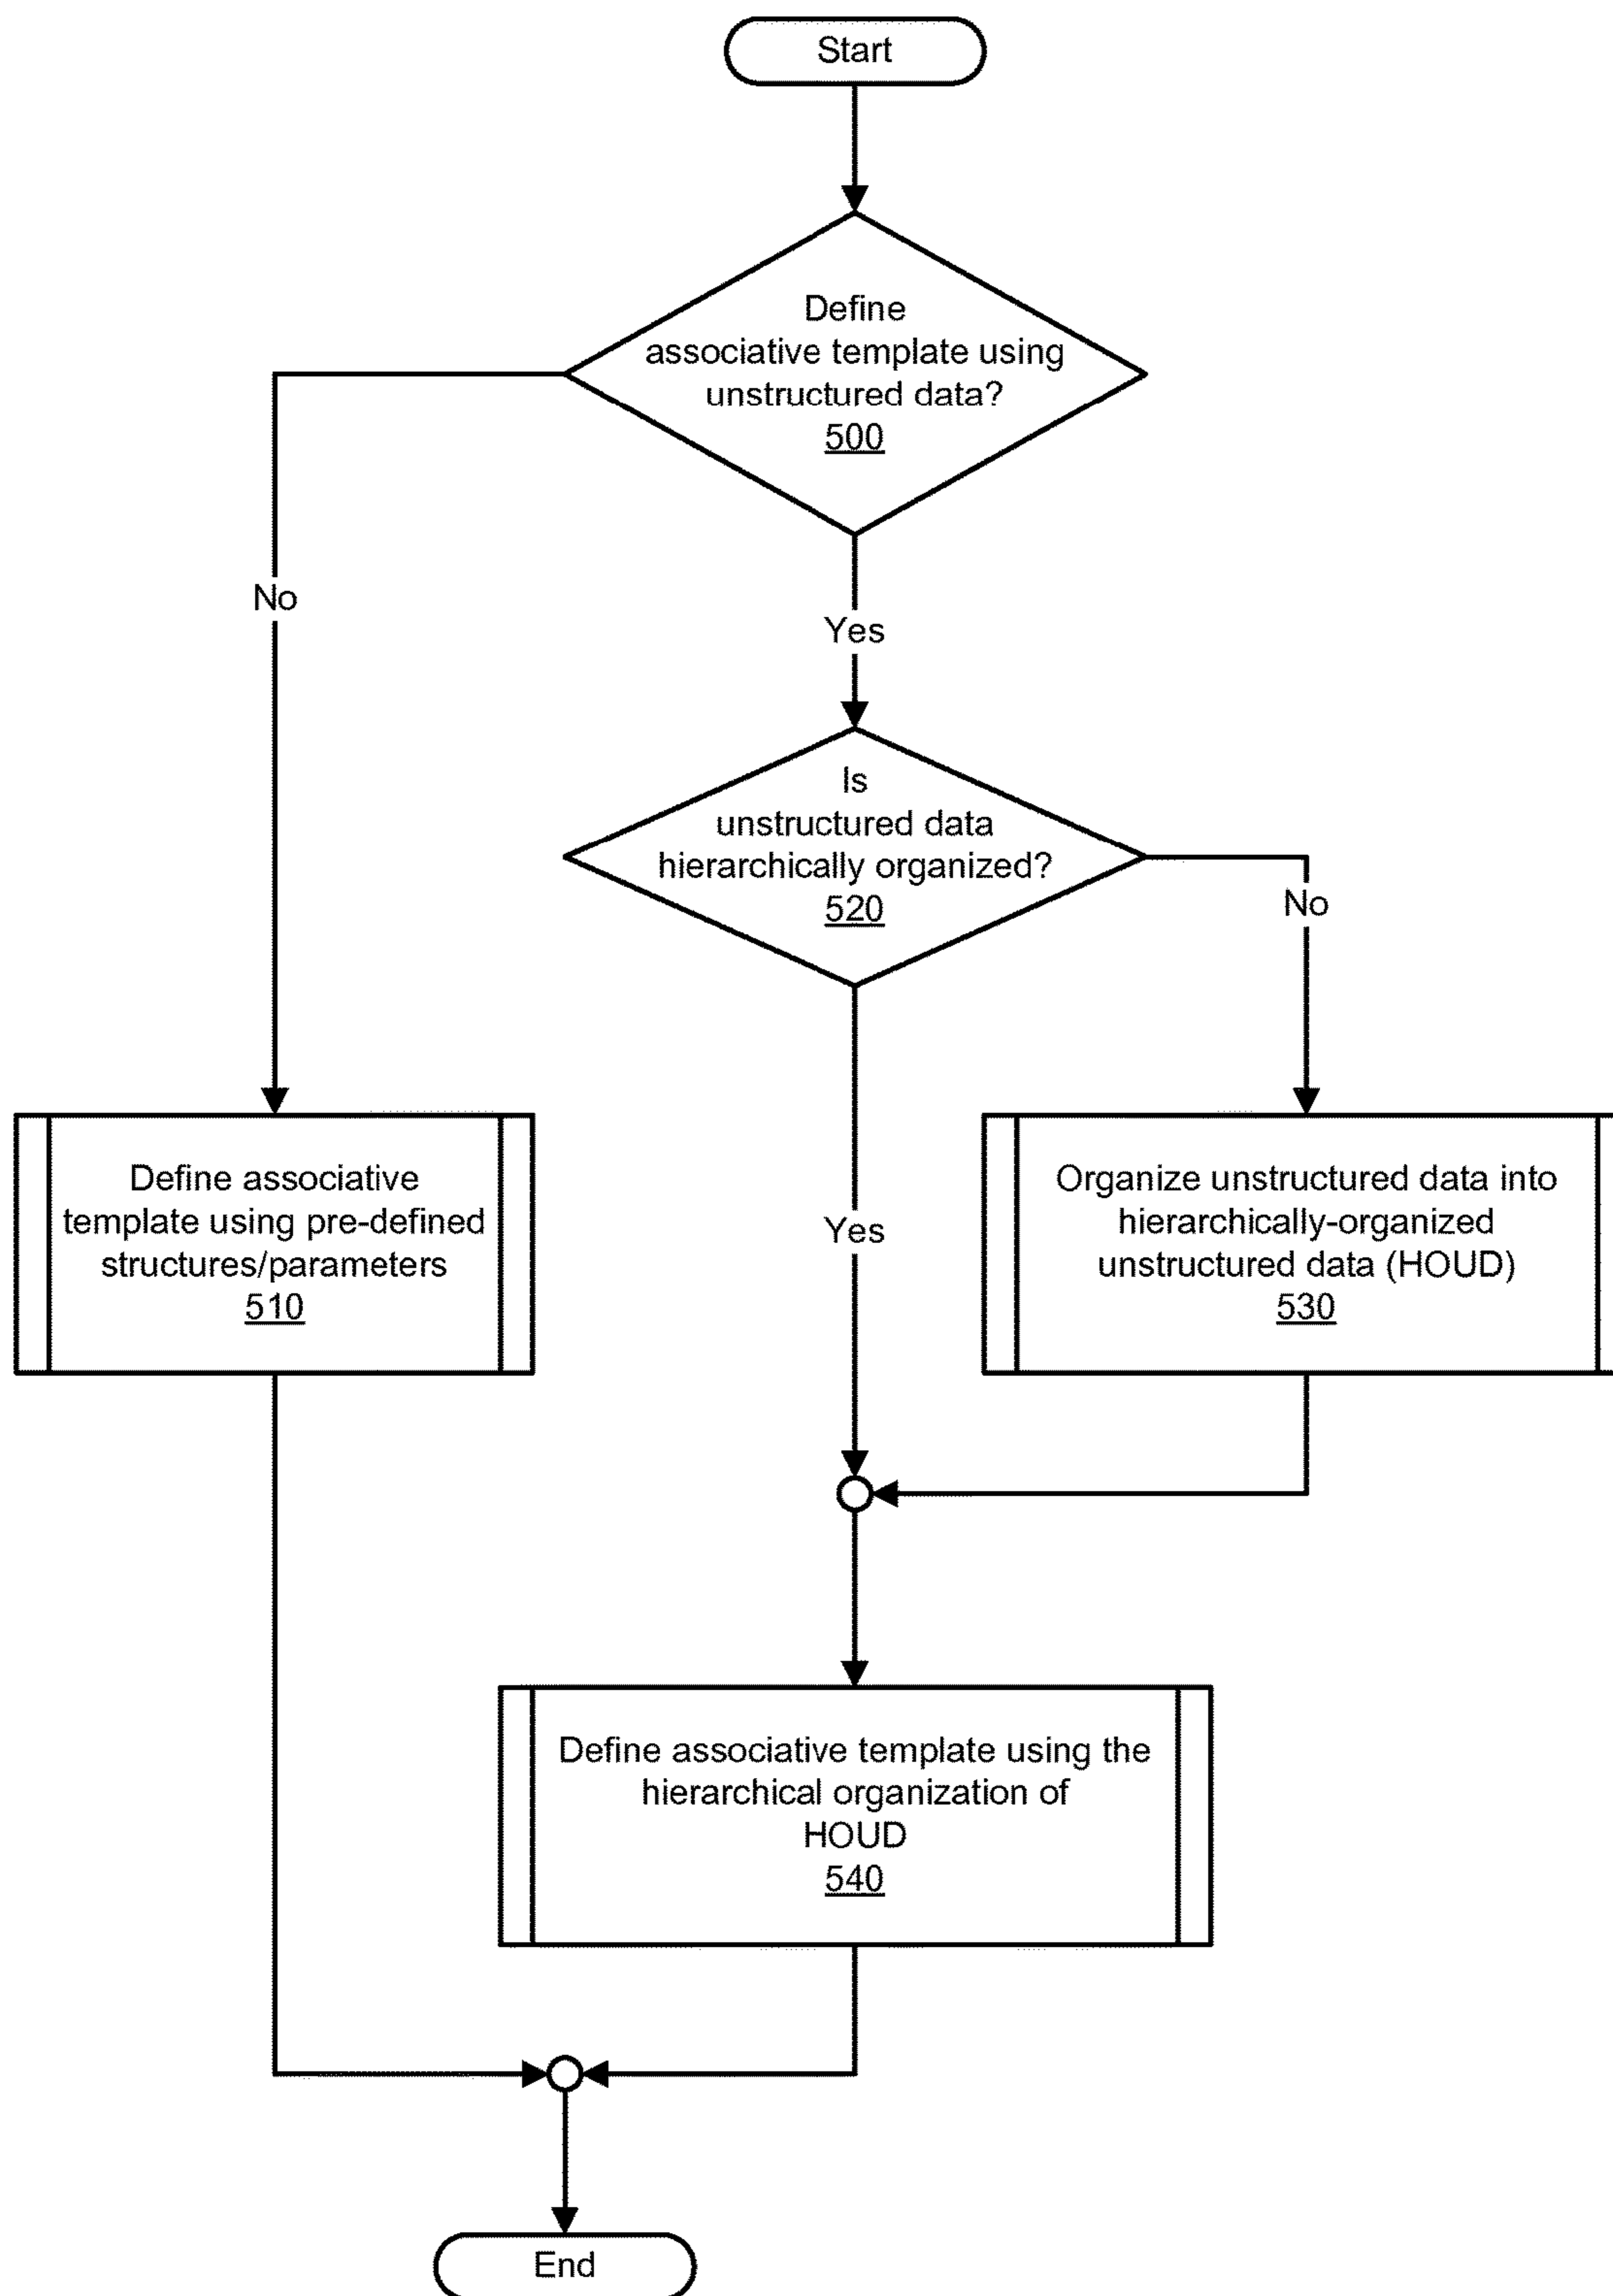 Start
Define
associative template using
unstructured data?
500
No
Yes
Is
unstructured data
hierarchically organized?
520
No
Yes
Define associative
template using pre-defined
structures/parameters
510
Organize unstructured data into
hierarchically-organized
unstructured data (HOUD)
530
Define associative template using the
hierarchical organization of
HOUD
540
End